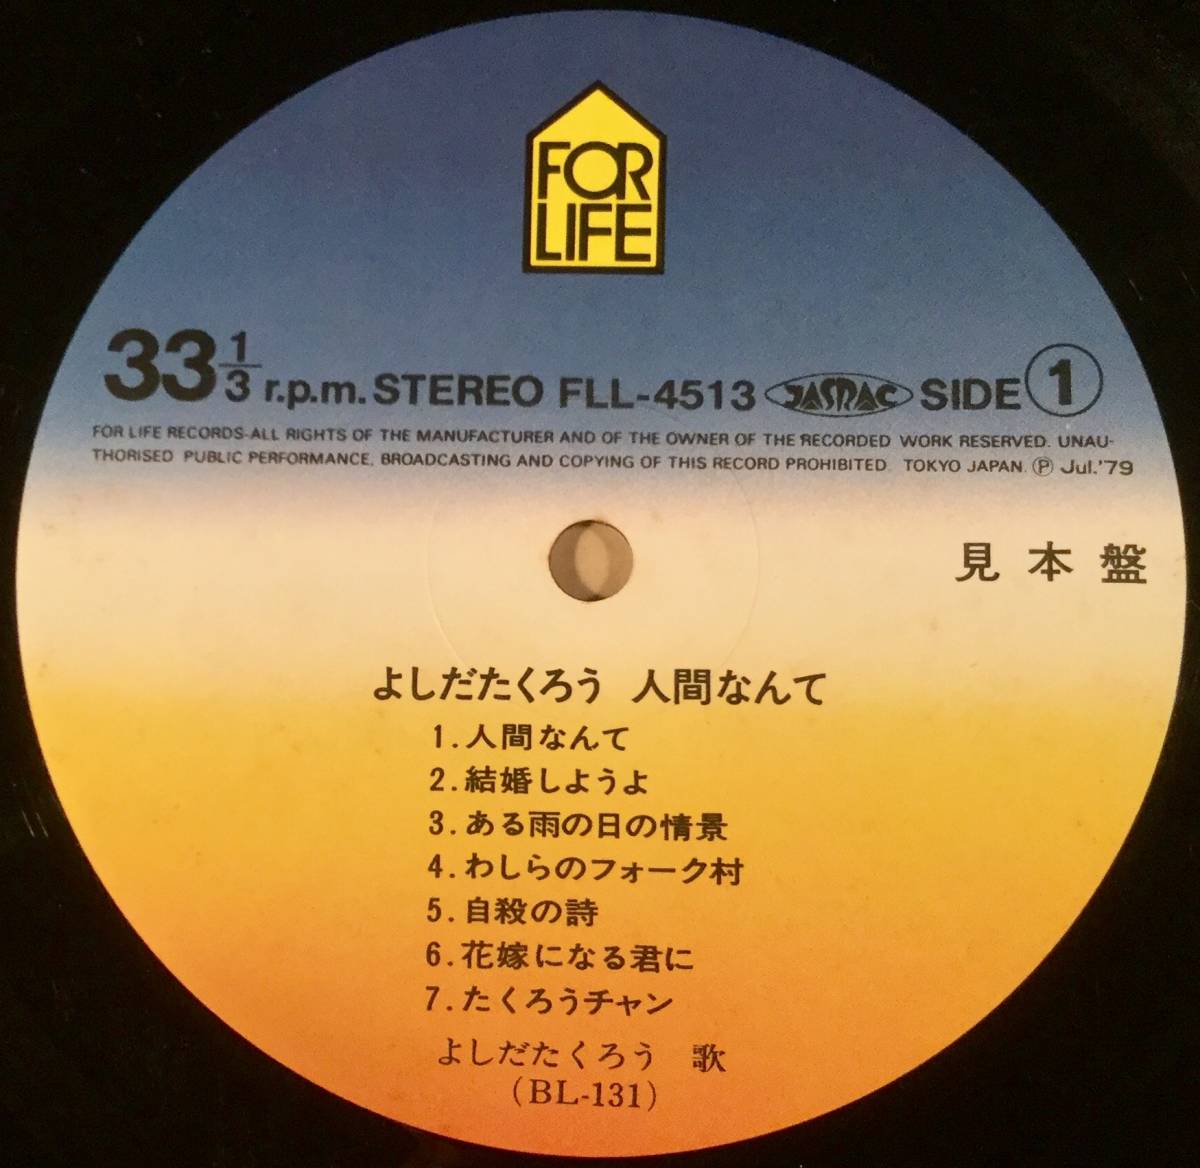 FOR
LIFE
33 1/3 r.p.m. STEREO FLL-4513 JASRAC SIDE 1
FOR LIFE RECORDS-ALL RIGHTS OF THE MANUFACTURER AND OF THE OWNER OF THE RECORDED WORK RESERVED. UNAU-
THORISED PUBLIC PERFORMANCE, BROADCASTING AND COPYING OF THIS RECORD PROHIBITED. TOKYO JAPAN. Ⓟ Jul.'79
見本盤
よしだたくろう 人間なんて
1.人間なんて
2.結婚しようよ
3.ある雨の日の情景
4.わしらのフォーク村
5.自殺の詩
6.花嫁になる君に
7.たくろうチャン
よしだたくろう 歌
(BL-131)